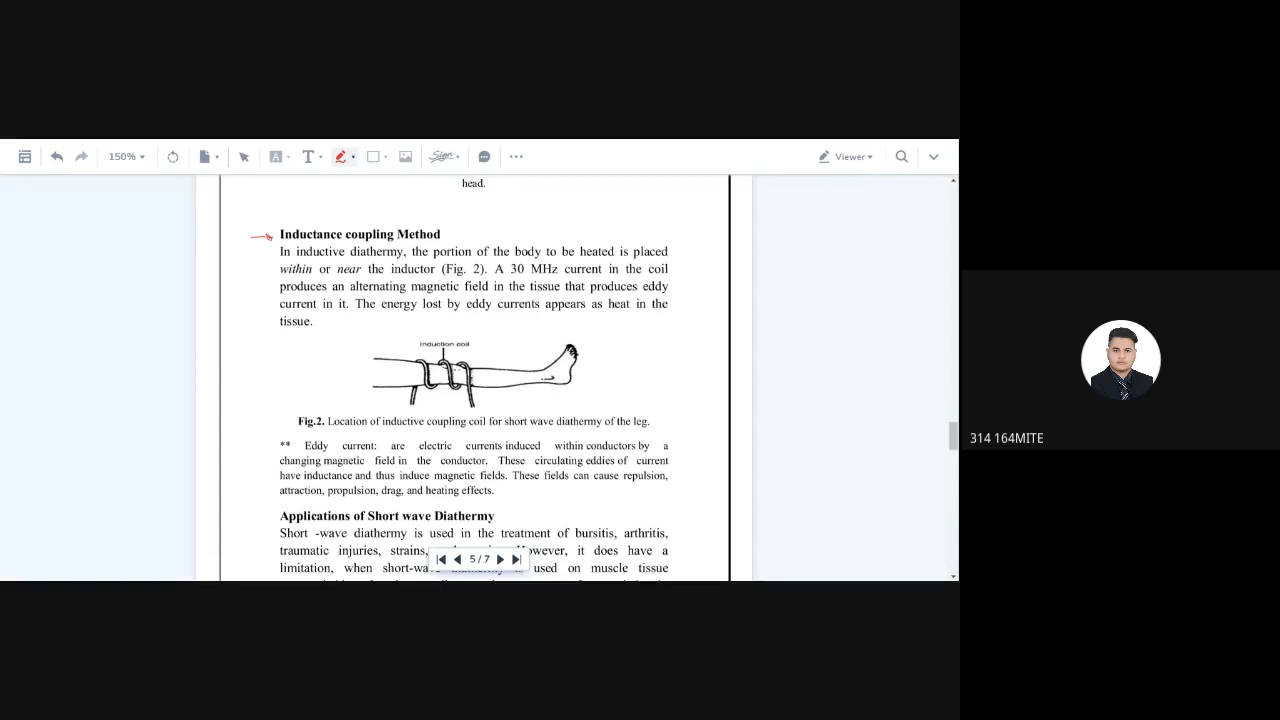 150%
Sign
Viewer
head.
Inductance coupling Method
In inductive diathermy, the portion of the body to be heated is placed
within or near the inductor (Fig. 2). A 30 MHz current in the coil
produces an alternating magnetic field in the tissue that produces eddy
current in it. The energy lost by eddy currents appears as heat in the
tissue.
Induction coil
Fig.2. Location of inductive coupling coil for short wave diathermy of the leg.
** Eddy current: are electric currents induced within conductors by a
changing magnetic field in the conductor. These circulating eddies of current
have inductance and thus induce magnetic fields. These fields can cause repulsion,
attraction, propulsion, drag, and heating effects.
Applications of Short wave Diathermy
Short -wave diathermy is used in the treatment of bursitis, arthritis,
traumatic injuries, strains, however, it does have a
limitation, when short-wave used on muscle tissue
5 / 7
314 164MITE